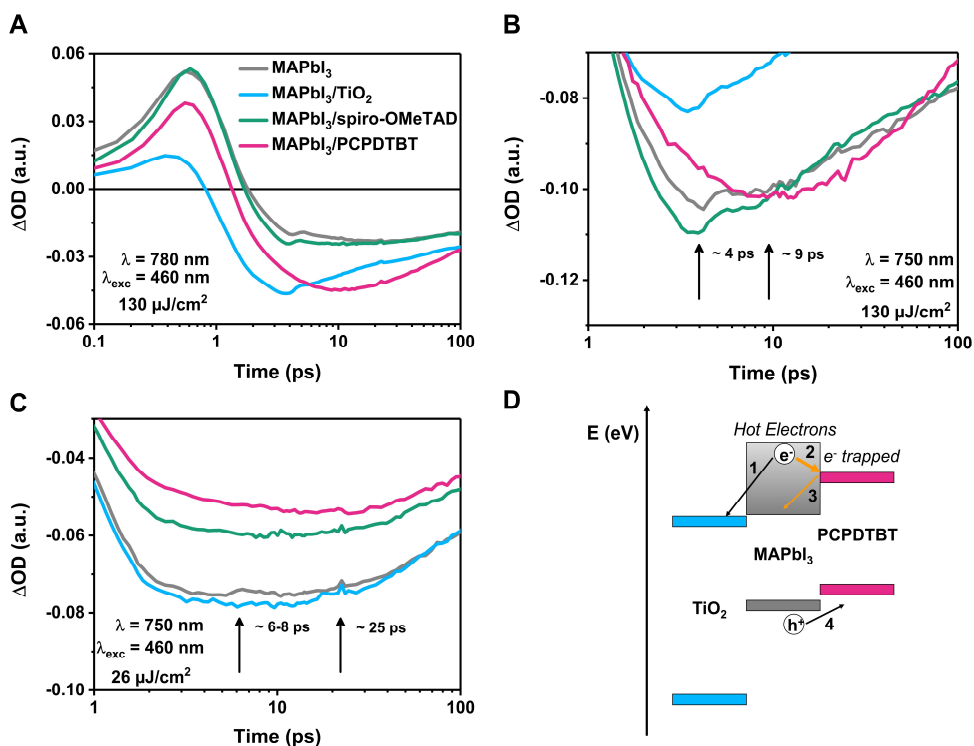 A
0.06
0.03
0.00
-0.03
-0.06
ΔOD (a.u.)
MAPbI3
MAPbI3/TiO2
MAPbI3/spiro-OMeTAD
MAPbI3/PCPDTBT
λ = 780 nm
λexc = 460 nm
130 µJ/cm2
0.1
1
10
100
Time (ps)
B
-0.08
-0.10
-0.12
ΔOD (a.u.)
~ 4 ps
~ 9 ps
λ = 750 nm
λexc = 460 nm
130 µJ/cm2
1
10
100
Time (ps)
C
-0.04
-0.06
-0.08
-0.10
ΔOD (a.u.)
~ 6-8 ps
~ 25 ps
λ = 750 nm
λexc = 460 nm
26 µJ/cm2
1
10
100
Time (ps)
D
E (eV)
Hot Electrons
e-
2
e- trapped
1
3
PCPDTBT
MAPbI3
TiO2
h+
4